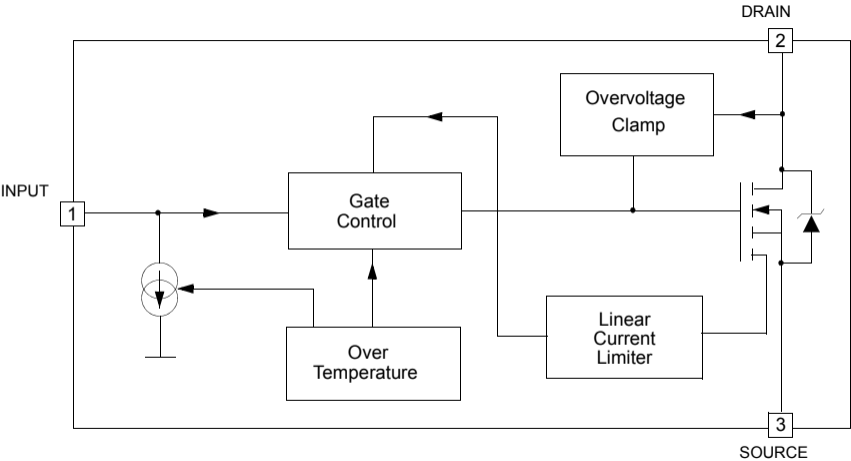 DRAIN
2
Overvoltage
Clamp
INPUT
1
Gate
Control
Linear
Current
Limiter
Over
Temperature
3
SOURCE